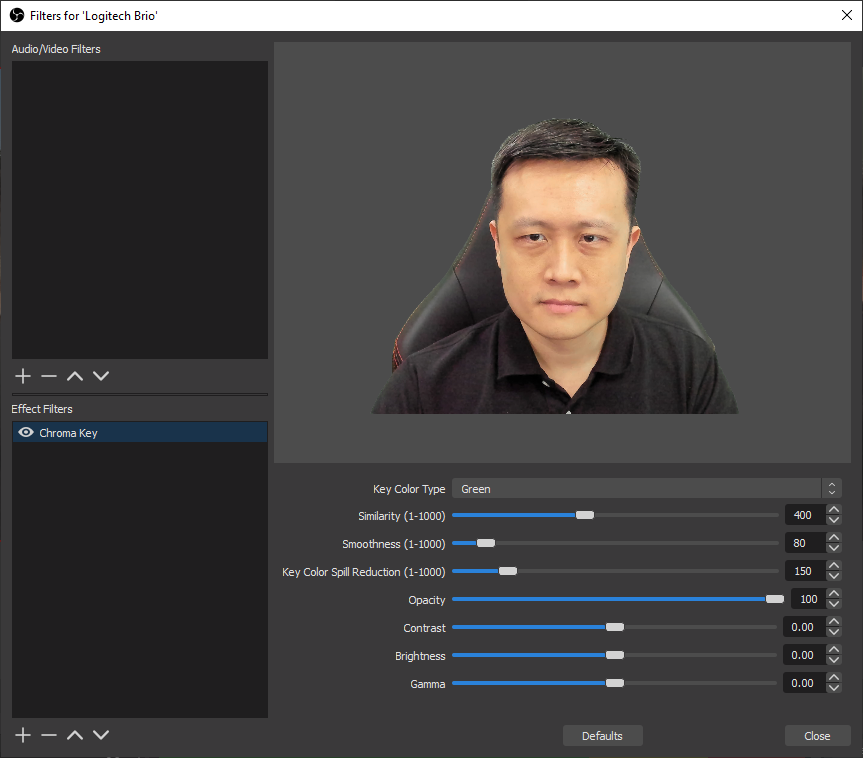 Filters for 'Logitech Brio'
Audio/Video Filters
Effect Filters
Chroma Key
Key Color Type Green
Similarity (1-1000) 400
Smoothness (1-1000) 80
Key Color Spill Reduction (1-1000) 150
Opacity 100
Contrast 0.00
Brightness 0.00
Gamma 0.00
Defaults Close